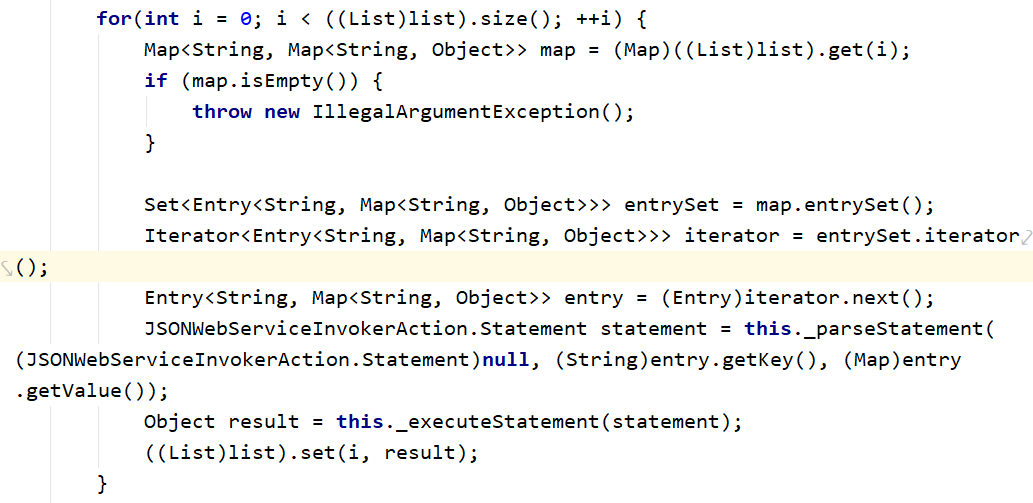 for(int i = 0; i < ((List)list).size(); ++i) {
Map<String, Map<String, Object>> map = (Map)((List)list).get(i);
if (map.isEmpty()) {
throw new IllegalArgumentException();
}
Set<Entry<String, Map<String, Object>>> entrySet = map.entrySet();
Iterator<Entry<String, Map<String, Object>>> iterator = entrySet.iterator
();
Entry<String, Map<String, Object>> entry = (Entry)iterator.next();
JSONWebServiceInvokerAction.Statement statement = this._parseStatement(
(JSONWebServiceInvokerAction.Statement)null, (String)entry.getKey(), (Map)entry
.getValue());
Object result = this._executeStatement(statement);
((List)list).set(i, result);
}